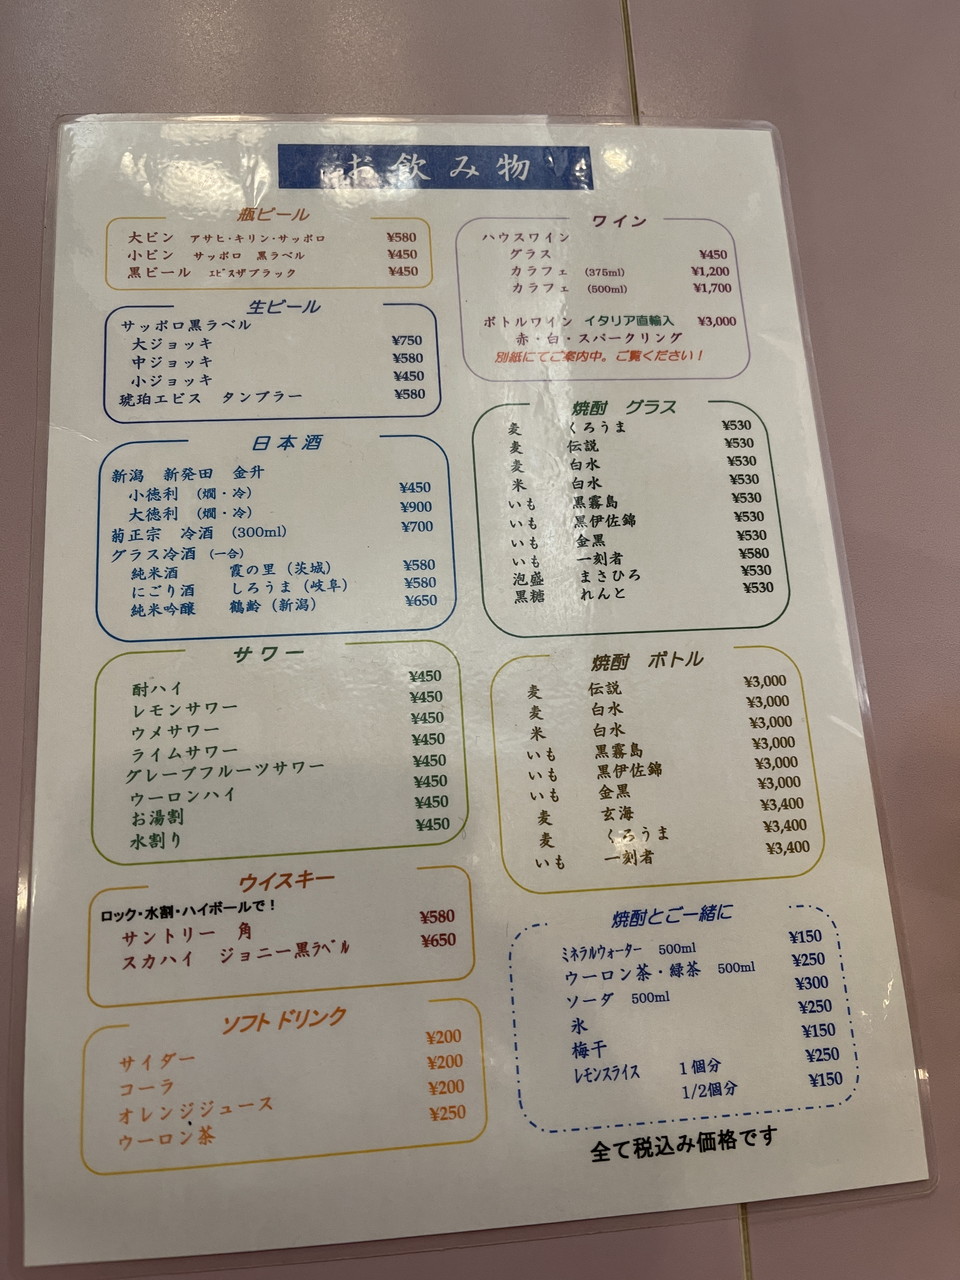 お飲み物
瓶ビール
大ビン アサヒ・キリン・サッポロ ¥580
小ビン サッポロ 黒ラベル ¥450
黒ビール ヱビスザブラック ¥450
生ビール
サッポロ黒ラベル
大ジョッキ ¥750
中ジョッキ ¥580
小ジョッキ ¥450
琥珀エビス タンブラー ¥580
日本酒
新潟 新発田 金升
小徳利 (燗・冷) ¥450
大徳利 (燗・冷) ¥900
菊正宗 冷酒 (300ml) ¥700
グラス冷酒 (一合)
純米酒 霞の里(茨城) ¥580
にごり酒 しろうま(岐阜) ¥580
純米吟醸 鶴齢(新潟) ¥650
サワー
酎ハイ ¥450
レモンサワー ¥450
ウメサワー ¥450
ライムサワー ¥450
グレープフルーツサワー ¥450
ウーロンハイ ¥450
お湯割 ¥450
水割り ¥450
ウイスキー
ロック・水割・ハイボールで!
サントリー 角 ¥580
スカハイ ジョニー黒ラベル ¥650
ソフトドリンク
サイダー ¥200
コーラ ¥200
オレンジジュース ¥200
ウーロン茶 ¥250
ワイン
ハウスワイン
グラス ¥450
カラフェ (375ml) ¥1,200
カラフェ (500ml) ¥1,700
ボトルワイン イタリア直輸入 ¥3,000
赤・白・スパークリング
別紙にてご案内中。ご覧ください!
焼酎 グラス
麦 くろうま ¥530
麦 伝説 ¥530
麦 白水 ¥530
米 白水 ¥530
いも 黒霧島 ¥530
いも 黒伊佐錦 ¥530
いも 金黒 ¥530
いも 一刻者 ¥580
泡盛 まさひろ ¥530
黒糖 れんと ¥530
焼酎 ボトル
麦 伝説 ¥3,000
麦 白水 ¥3,000
米 白水 ¥3,000
いも 黒霧島 ¥3,000
いも 黒伊佐錦 ¥3,000
いも 金黒 ¥3,000
麦 玄海 ¥3,400
麦 くろうま ¥3,400
いも 一刻者 ¥3,400
焼酎とご一緒に
ミネラルウォーター 500ml ¥150
ウーロン茶・緑茶 500ml ¥250
ソーダ 500ml ¥300
氷 ¥250
梅干 ¥150
レモンスライス 1個分 ¥250
1/2個分 ¥150
全て税込み価格です